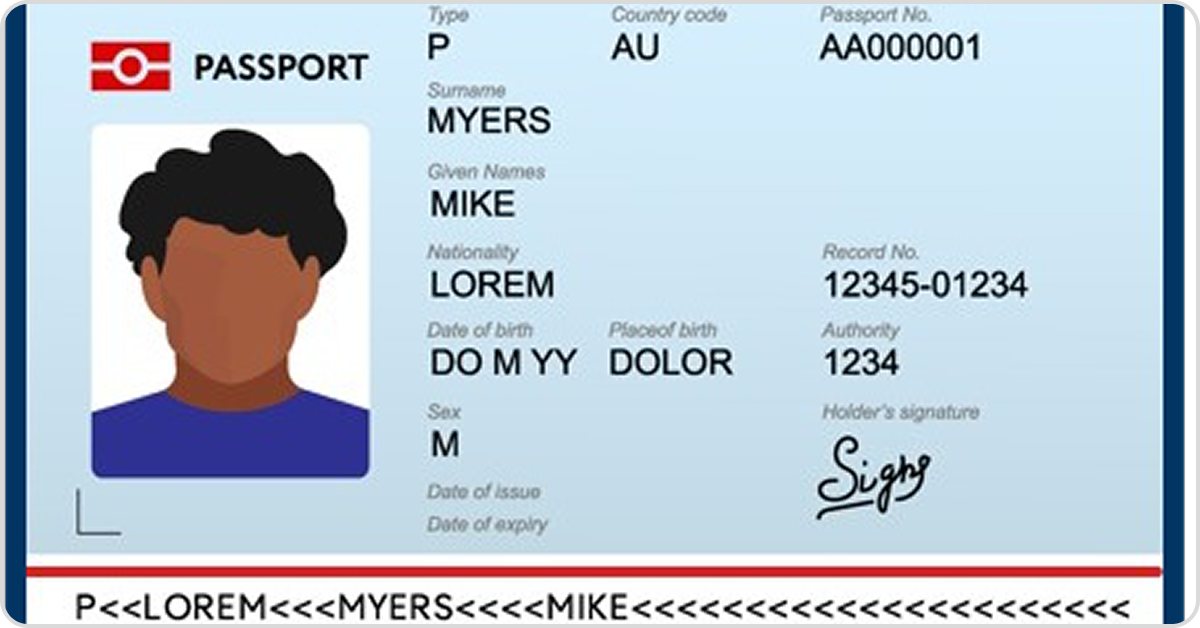 PASSPORT
Type Country code Passport No.
P AU AA000001
Surname
MYERS
Given Names
MIKE
Nationality Record No.
LOREM 12345-01234
Date of birth Placeof birth Authority
DO M YY DOLOR 1234
Sex Holder's signature
M
Signs
Date of issue
Date of expiry
P<<LOREM<<<MYERS<<<<MIKE<<<<<<<<<<<<<<<<<<<<<<<